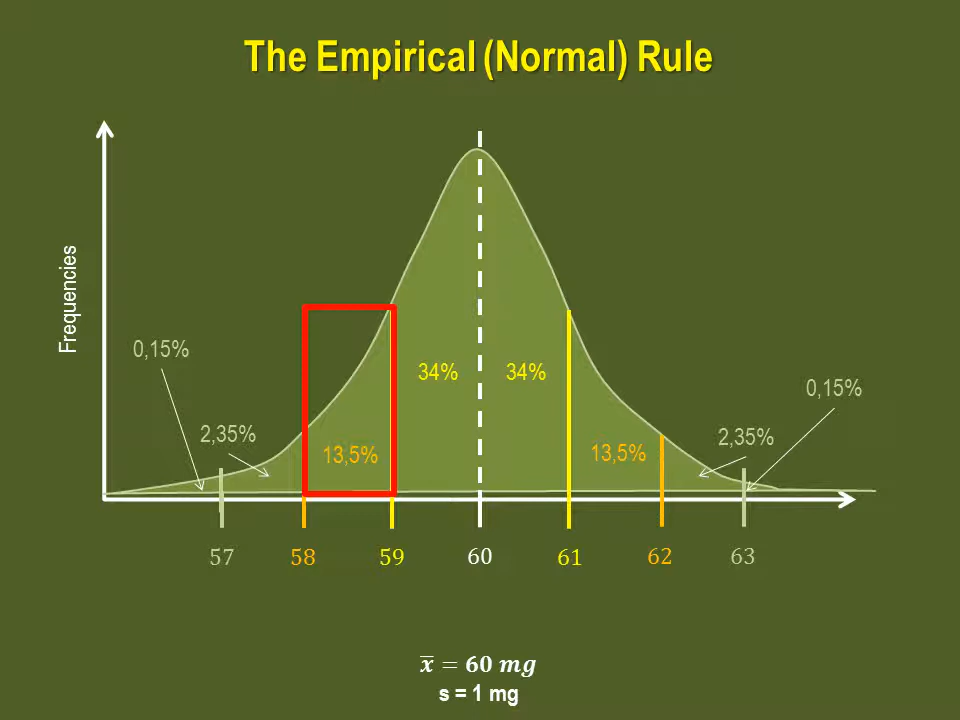 The Empirical (Normal) Rule
Frequencies
0,15%
2,35%
13,5%
34%
34%
13,5%
2,35%
0,15%
57 58 59 60 61 62 63
x̅ = 60 mg
s = 1 mg